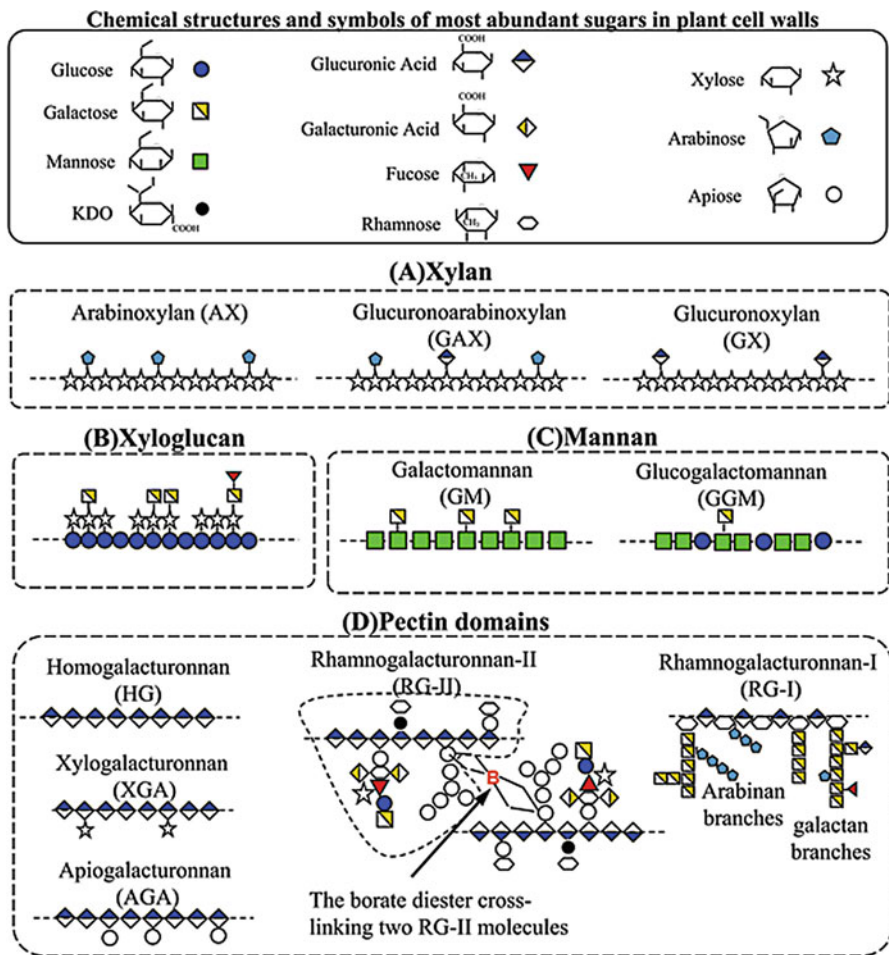 Chemical structures and symbols of most abundant sugars in plant cell walls
Glucose
Galactose
Mannose
KDO
COOH
Glucuronic Acid
COOH
Galacturonic Acid
COOH
Fucose
CH₃
Rhamnose
CH₃
Xylose
Arabinose
Apiose
(A)Xylan
Arabinoxylan (AX)
Glucuronoarabinoxylan
(GAX)
Glucuronoxylan
(GX)
(B)Xyloglucan
(C)Mannan
Galactomannan
(GM)
Glucogalactomannan
(GGM)
(D)Pectin domains
Homogalacturonnan
(HG)
Xylogalacturonnan
(XGA)
Apiogalacturonnan
(AGA)
Rhamnogalacturonnan-II
(RG-II)
B
The borate diester cross-
linking two RG-II molecules
Rhamnogalacturonnan-I
(RG-I)
Arabinan
branches
galactan
branches